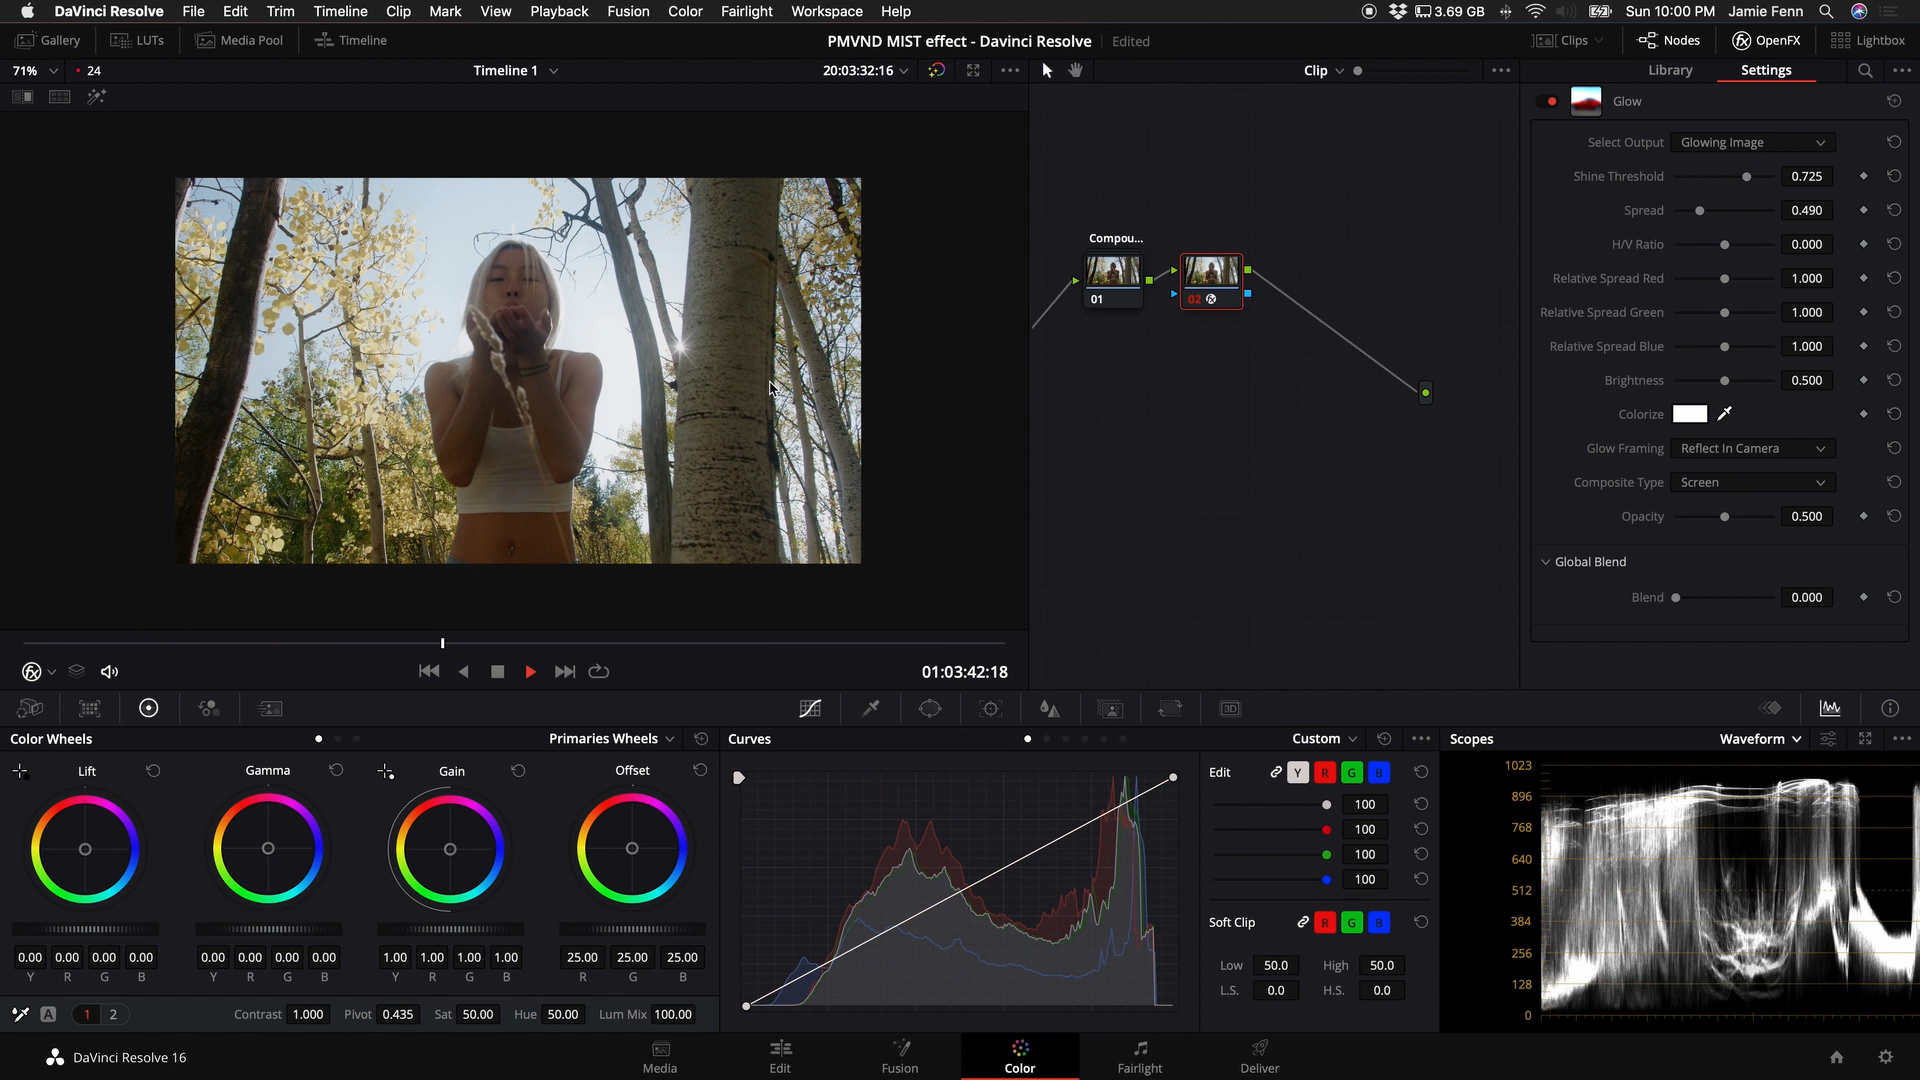 DaVinci Resolve File Edit Trim Timeline Clip Mark View Playback Fusion Color Fairlight Workspace Help 3.69 GB Sun 10:00 PM Jamie Fenn
Gallery LUTs Media Pool Timeline PMVND MIST effect - Davinci Resolve Edited Clips Nodes OpenFX Lightbox
71% 24 Timeline 1 20:03:32:16 Clip Library Settings
Glow
Select Output Glowing Image
Shine Threshold 0.725
Spread 0.490
H/V Ratio 0.000
Relative Spread Red 1.000
Relative Spread Green 1.000
Relative Spread Blue 1.000
Brightness 0.500
Colorize
Glow Framing Reflect In Camera
Composite Type Screen
Opacity 0.500
Global Blend
Blend 0.000
Compou...
01 02
01:03:42:18
3D
Color Wheels Primaries Wheels
Lift Gamma Gain Offset
0.00 0.00 0.00 0.00 0.00 0.00 0.00 0.00 1.00 1.00 1.00 1.00 25.00 25.00 25.00
Y R G B Y R G B Y R G B R G B
A 1 2 Contrast 1.000 Pivot 0.435 Sat 50.00 Hue 50.00 Lum Mix 100.00
Curves Custom
Edit Y R G B
100
100
100
100
Soft Clip R G B
Low 50.0 High 50.0
L.S. 0.0 H.S. 0.0
Scopes Waveform
1023
896
768
640
512
384
256
128
0
DaVinci Resolve 16 Media Edit Fusion Color Fairlight Deliver